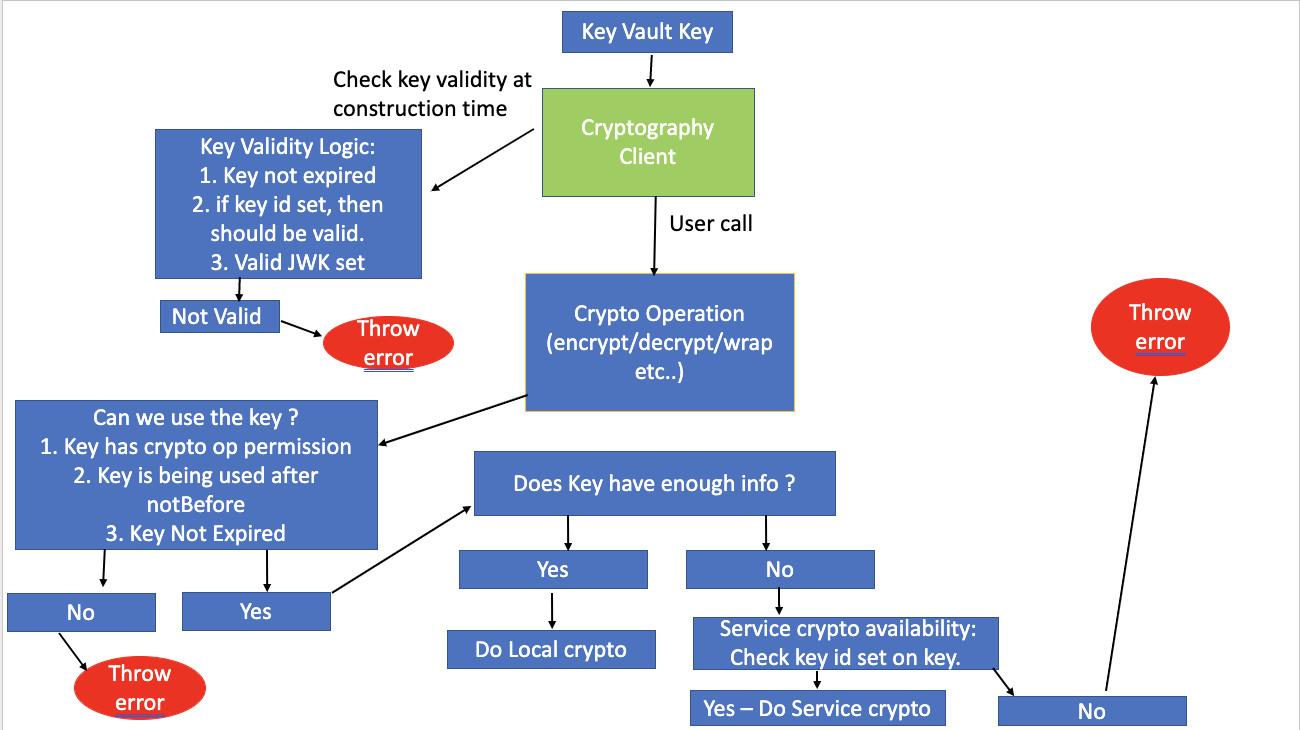 Key Vault Key
Check key validity at
construction time
Cryptography
Client
Key Validity Logic:
1. Key not expired
2. if key id set, then
should be valid.
3. Valid JWK set
User call
Not Valid
Throw
error
Crypto Operation
(encrypt/decrypt/wrap
etc..)
Throw
error
Can we use the key ?
1. Key has crypto op permission
2. Key is being used after
notBefore
3. Key Not Expired
Does Key have enough info ?
Yes
No
No
Yes
Service crypto availability:
Check key id set on key.
Do Local crypto
Throw
error
Yes – Do Service crypto
No